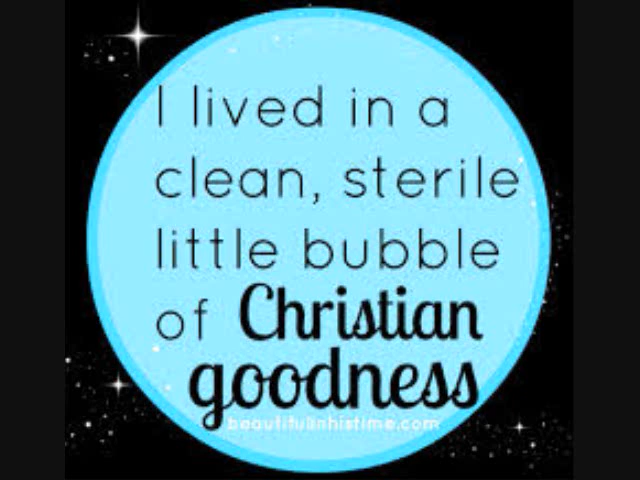 I lived in a
clean, sterile
little bubble
of Christian
goodness
beautifulinhistime.com